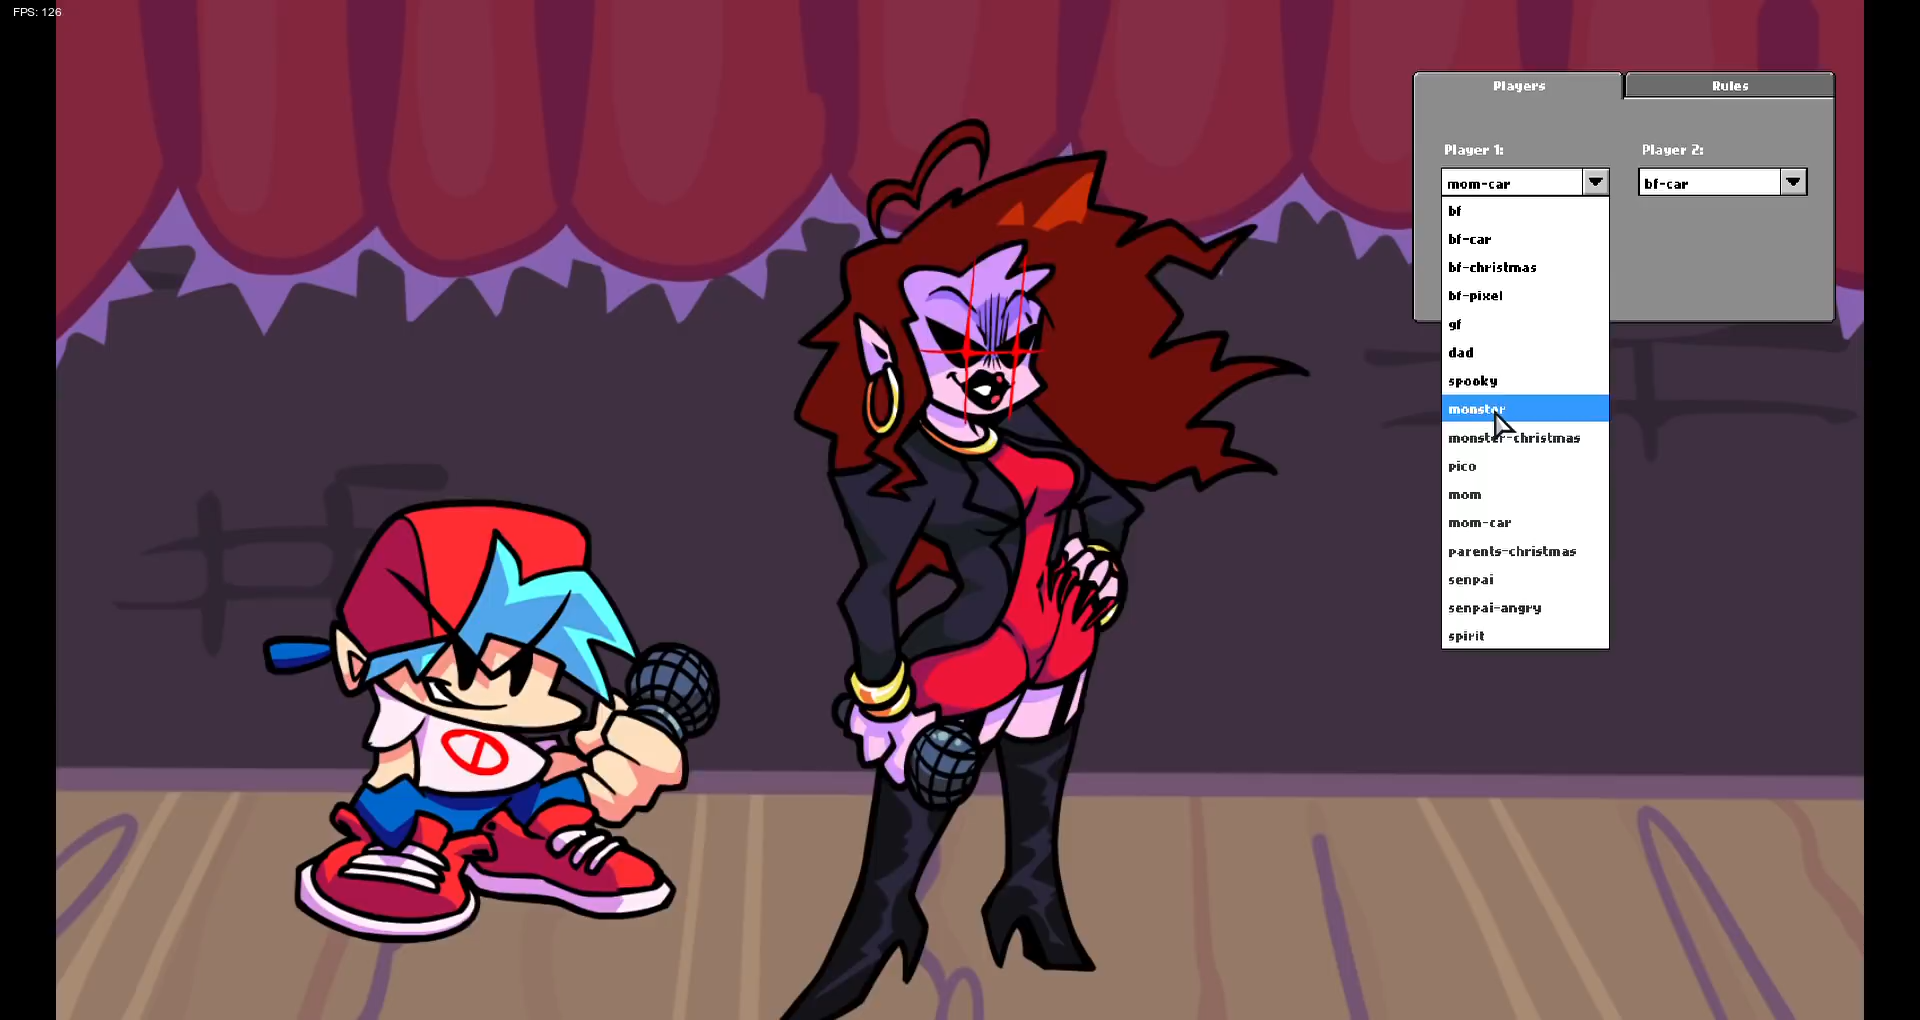 FPS: 126
Players
Rules
Player 1:
Player 2:
mom-car
bf-car
bf
bf-car
bf-christmas
bf-pixel
gf
dad
spooky
monster
monster-christmas
pico
mom
mom-car
parents-christmas
senpai
senpai-angry
spirit